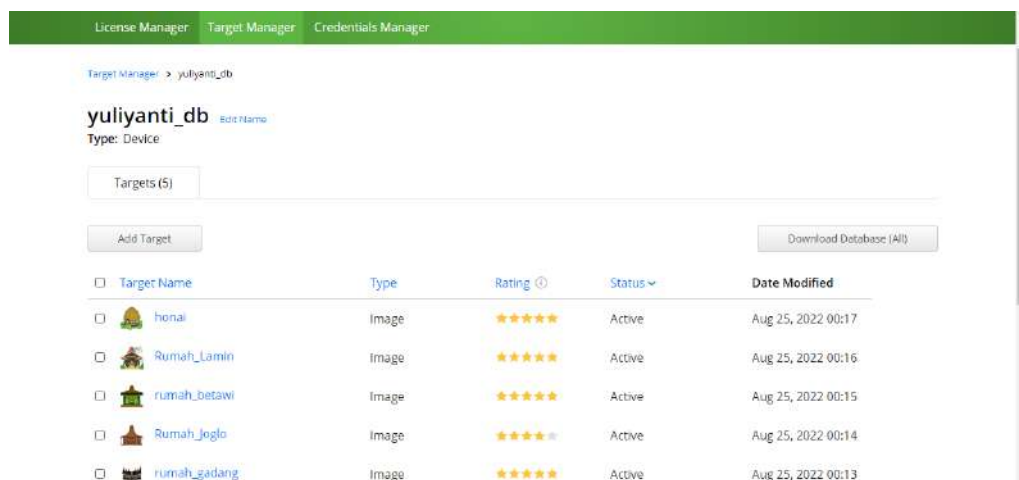 License Manager Target Manager Credentials Manager
Target Manager > yuliyanti_db
yuliyanti_db Edit Name
Type: Device
Targets (5)
Add Target Download Database (All)
Target Name Type Rating Status Date Modified
honai Image Active Aug 25, 2022 00:17
Rumah_Lamin Image Active Aug 25, 2022 00:16
rumah_betawi Image Active Aug 25, 2022 00:15
Rumah_Joglo Image Active Aug 25, 2022 00:14
rumah_gadang Image Active Aug 25, 2022 00:13